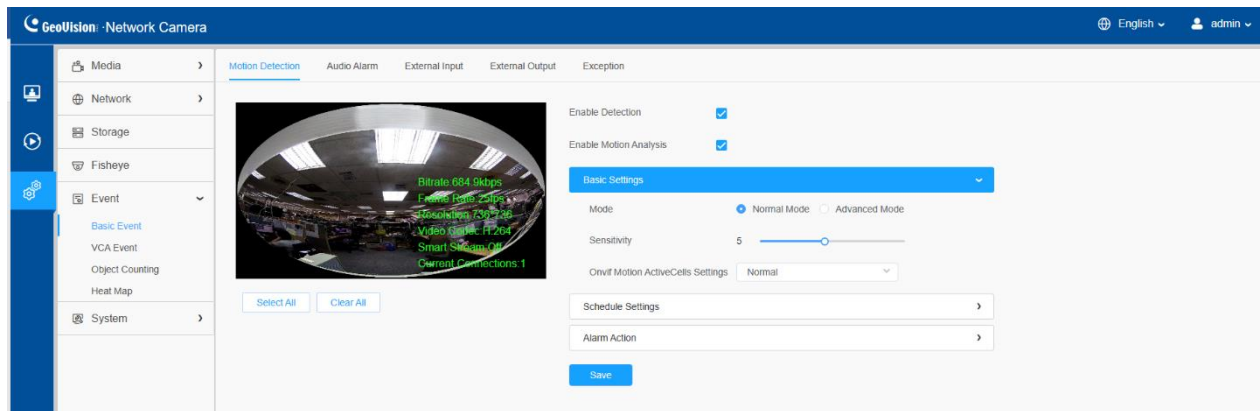 GeoVision Network Camera
English
admin
Media
Network
Storage
Fisheye
Event
Basic Event
VCA Event
Object Counting
Heat Map
System
Motion Detection Audio Alarm External Input External Output Exception
Bitrate 684.9kbps
Frame Rate 25fps
Resolution 736*736
Video Codec H.264
Smart Stream Off
Current Connections:1
Select All Clear All
Enable Detection
Enable Motion Analysis
Basic Settings
Mode Normal Mode Advanced Mode
Sensitivity 5
Onvif Motion ActiveCells Settings Normal
Schedule Settings
Alarm Action
Save